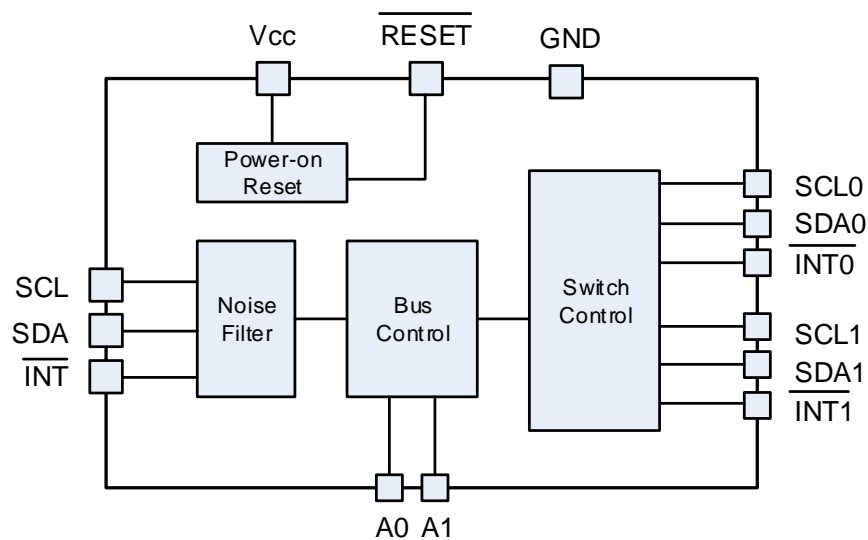 Vcc
RESET
GND
Power-on
Reset
SCL0
SDA0
INT0
SCL
SDA
INT
Noise
Filter
Bus
Control
Switch
Control
SCL1
SDA1
INT1
A0 A1